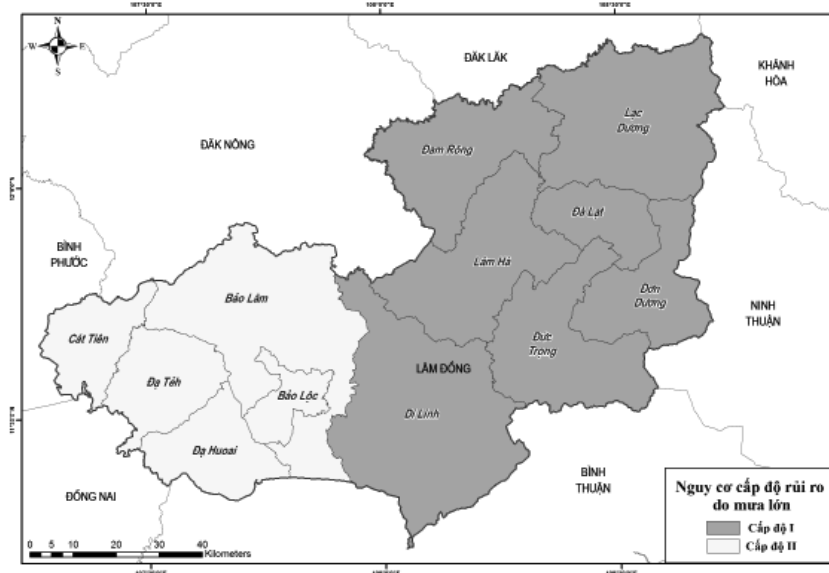 N
W E
S
ĐĂK LĂK
KHÁNH
HÒA
Lạc
Dương
ĐĂK NÔNG
Đam Rông
Đà Lạt
BÌNH
PHƯỚC
Lâm Hà
Bảo Lâm
Đơn
Dương
NINH
THUẬN
Cát Tiên
Đức
Trọng
LÂM ĐỒNG
Đạ Tẻh
Bảo Lộc
Di Linh
Đạ Huoai
BÌNH
THUẬN
ĐỒNG NAI
Nguy cơ cấp độ rủi ro
do mưa lớn
Cấp độ I
Cấp độ II
0 5 10 20 30 40
Kilometers